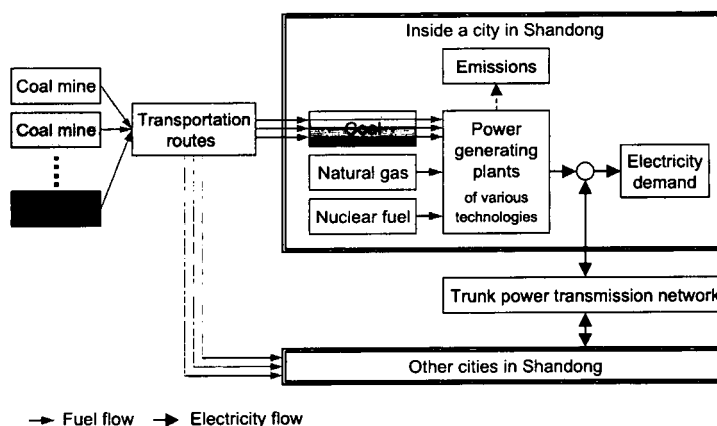 Inside a city in Shandong
Emissions
Coal mine
Coal mine
Transportation
routes
Coal
Power
generating
plants
of various
technologies
Natural gas
Nuclear fuel
Electricity
demand
Trunk power transmission network
Other cities in Shandong
Fuel flow
Electricity flow